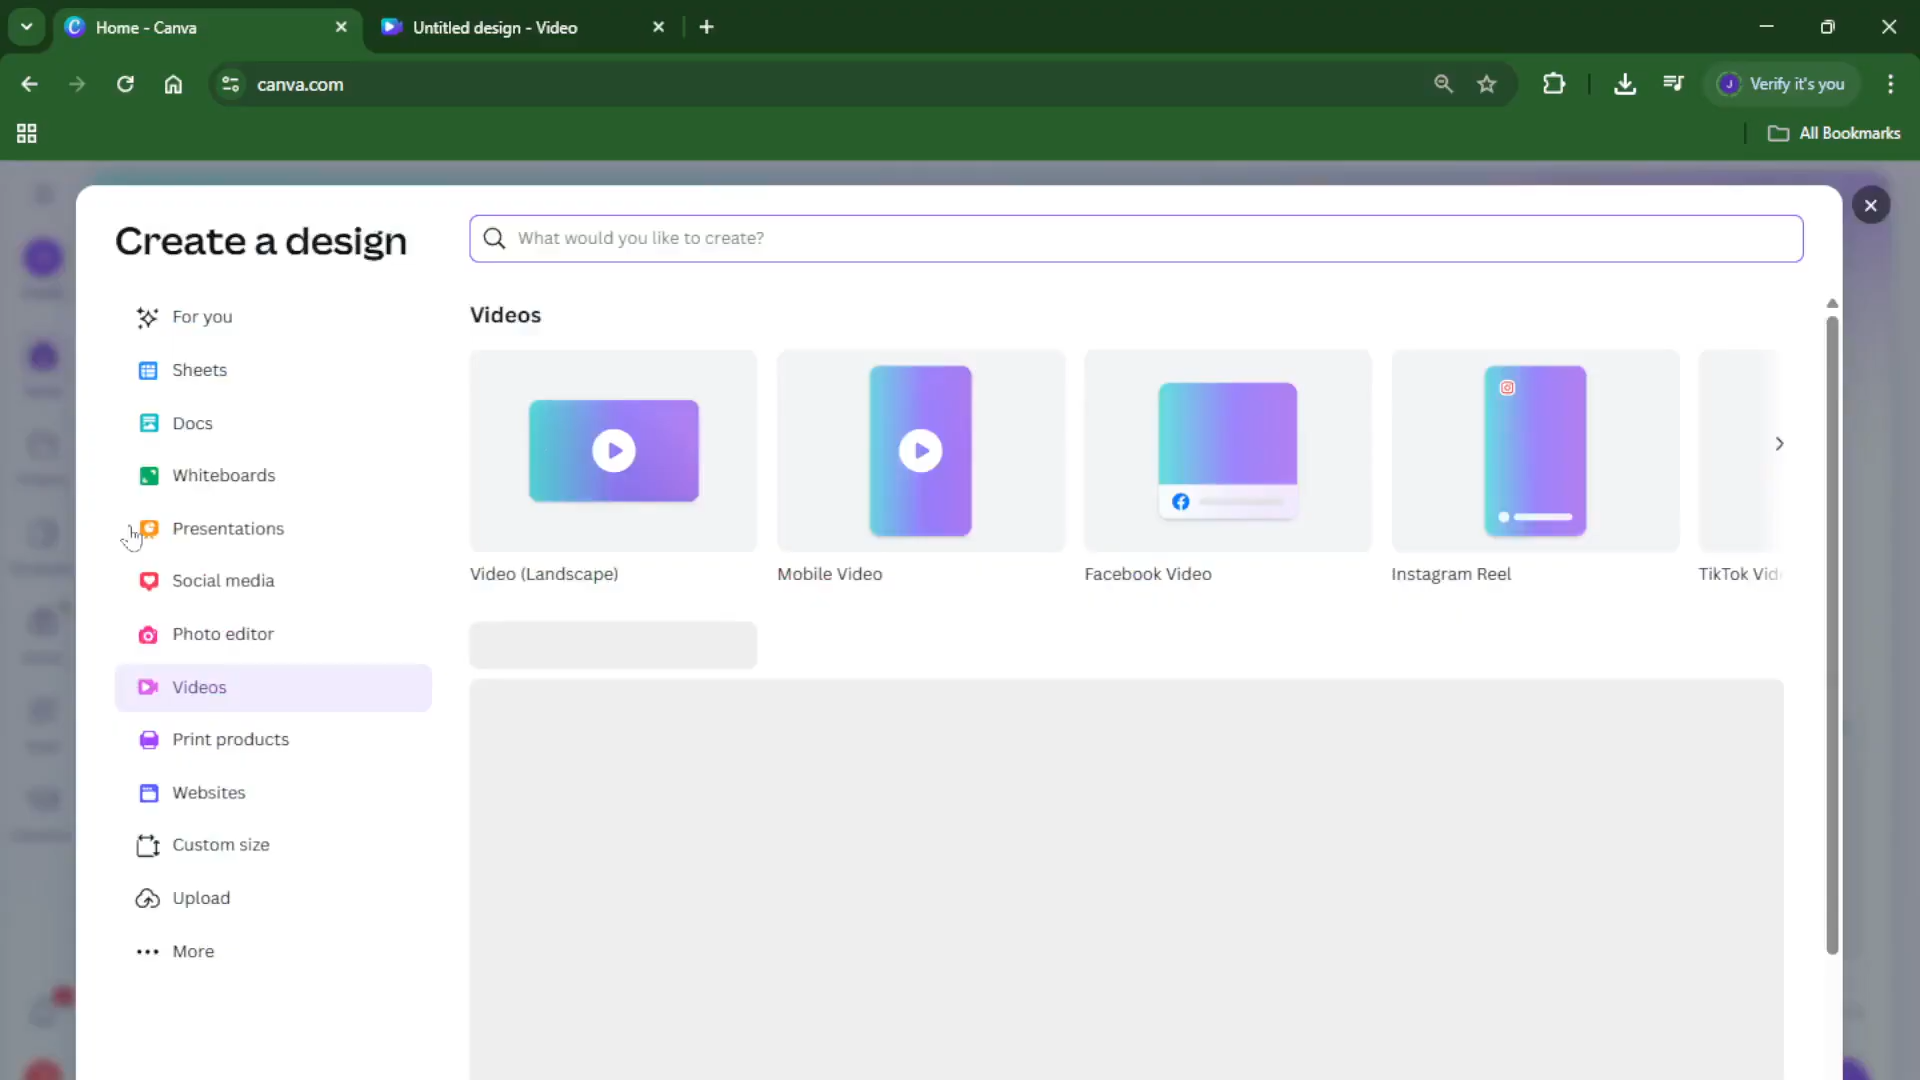 Home - Canva
Untitled design - Video
canva.com
Verify it's you
All Bookmarks
Create a design
What would you like to create?
For you
Sheets
Docs
Whiteboards
Presentations
Social media
Photo editor
Videos
Print products
Websites
Custom size
Upload
More
Videos
Video (Landscape)
Mobile Video
Facebook Video
Instagram Reel
TikTok Vid